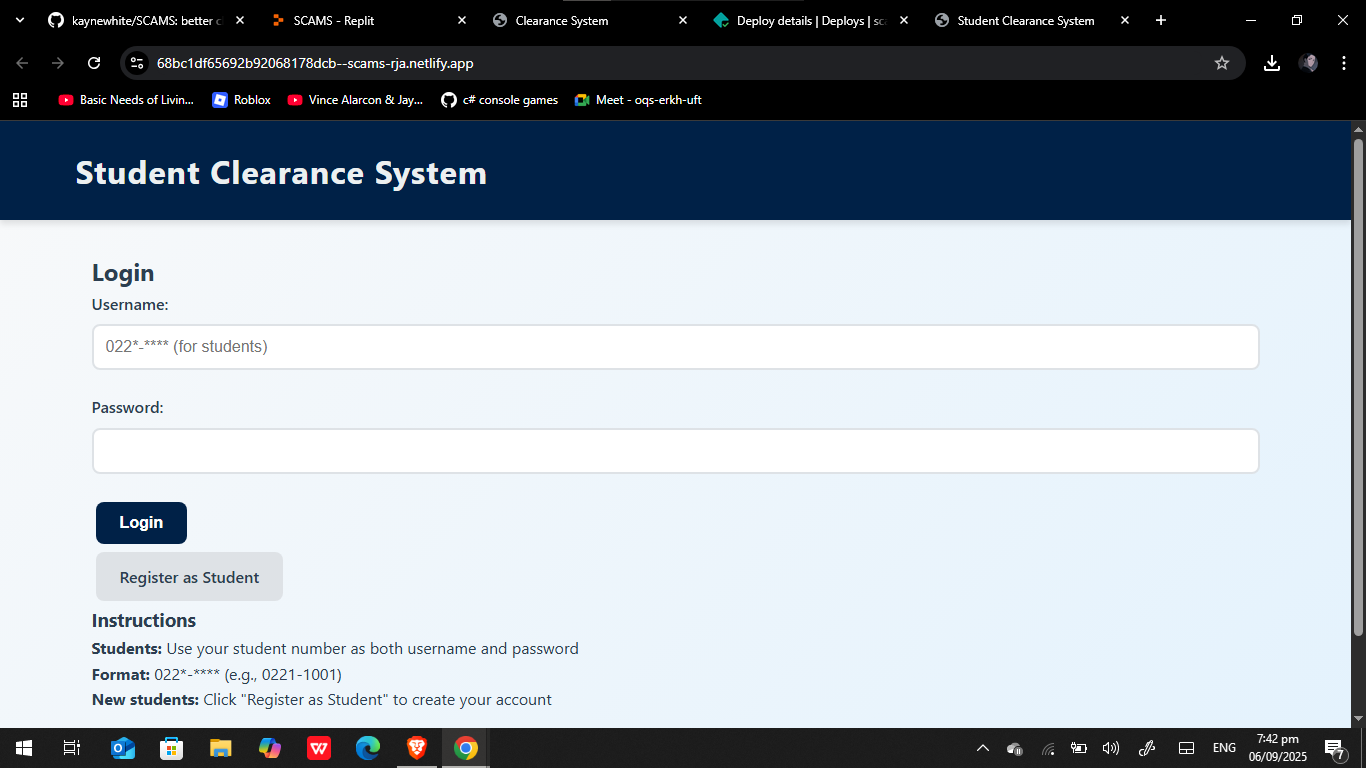 kaynewhite/SCAMS: better cl
SCAMS - Replit
Clearance System
Deploy details | Deploys | sca
Student Clearance System
68bc1df65692b92068178dcb--scams-rja.netlify.app
Basic Needs of Livin...
Roblox
Vince Alarcon & Jay...
c# console games
Meet - oqs-erkh-uft
Student Clearance System
Login
Username:
022*-**** (for students)
Password:
Login
Register as Student
Instructions
Students: Use your student number as both username and password
Format: 022*-**** (e.g., 0221-1001)
New students: Click "Register as Student" to create your account
ENG
7:42 pm
06/09/2025
7